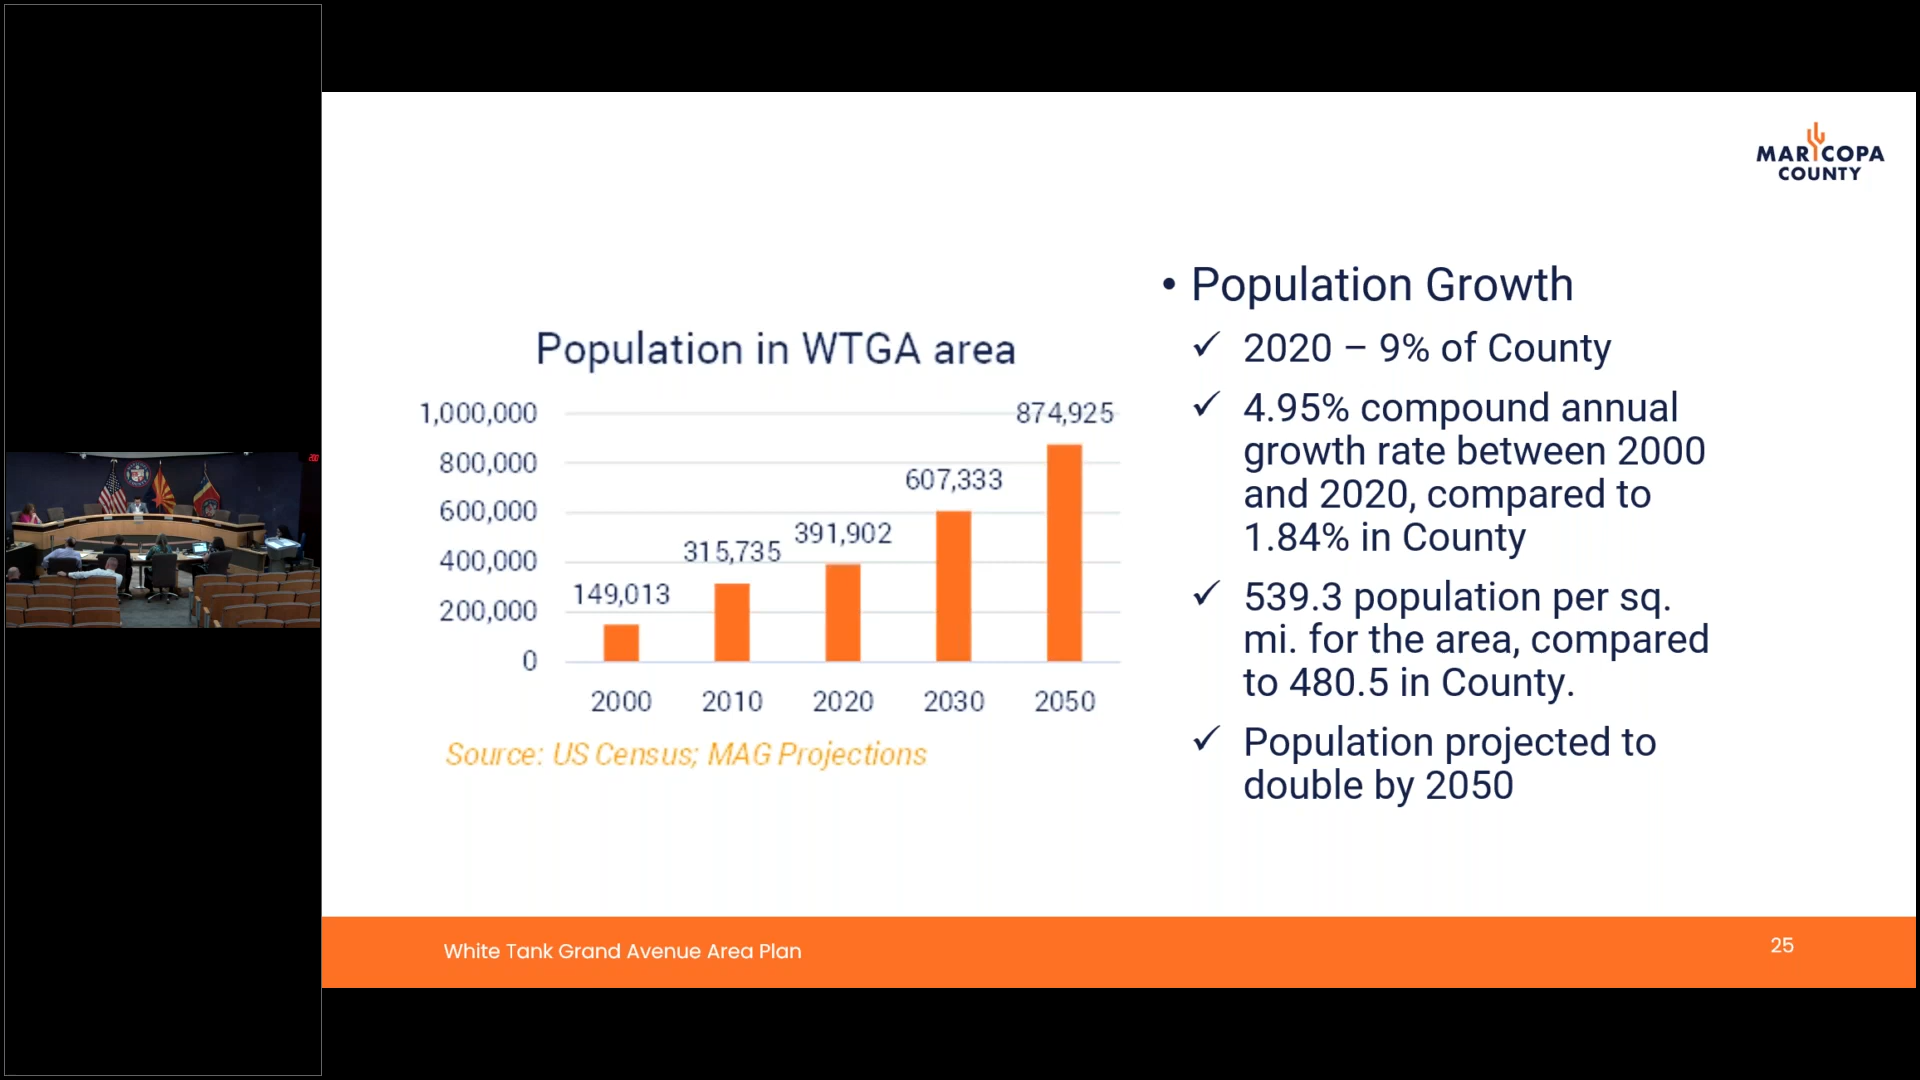 MARICOPA
COUNTY
Population in WTGA area
1,000,000
800,000
600,000
400,000
200,000
0
149,013
315,735
391,902
607,333
874,925
2000 2010 2020 2030 2050
Source: US Census; MAG Projections
• Population Growth
✓ 2020 – 9% of County
✓ 4.95% compound annual
growth rate between 2000
and 2020, compared to
1.84% in County
✓ 539.3 population per sq.
mi. for the area, compared
to 480.5 in County.
✓ Population projected to
double by 2050
White Tank Grand Avenue Area Plan
25